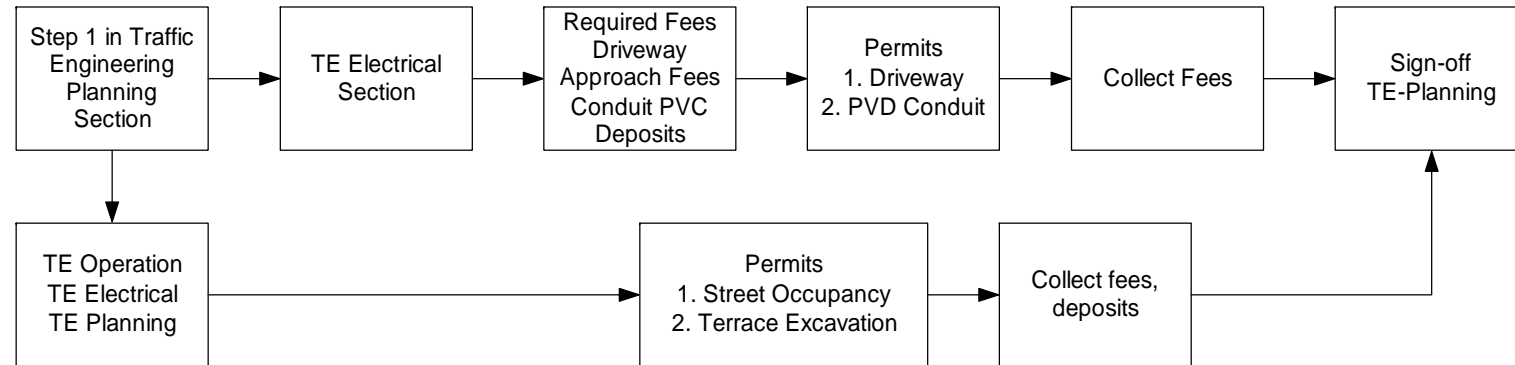 Step 1 in Traffic
Engineering
Planning
Section
TE Electrical
Section
Required Fees
Driveway
Approach Fees
Conduit PVC
Deposits
Permits
1. Driveway
2. PVD Conduit
Collect Fees
Sign-off
TE-Planning
TE Operation
TE Electrical
TE Planning
Permits
1. Street Occupancy
2. Terrace Excavation
Collect fees,
deposits